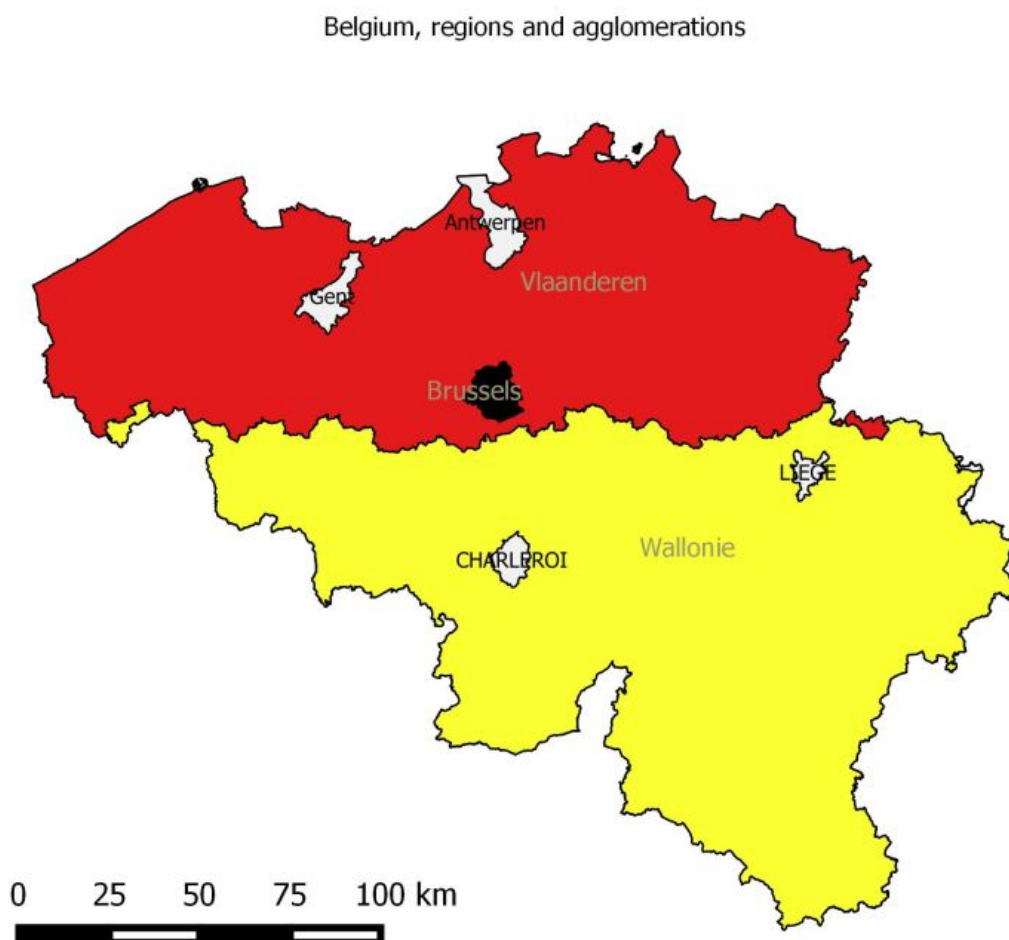 Belgium, regions and agglomerations
Antwerpen
Vlaanderen
Gent
Brussels
LIEGE
Wallonie
CHARLEROI
0 25 50 75 100 km